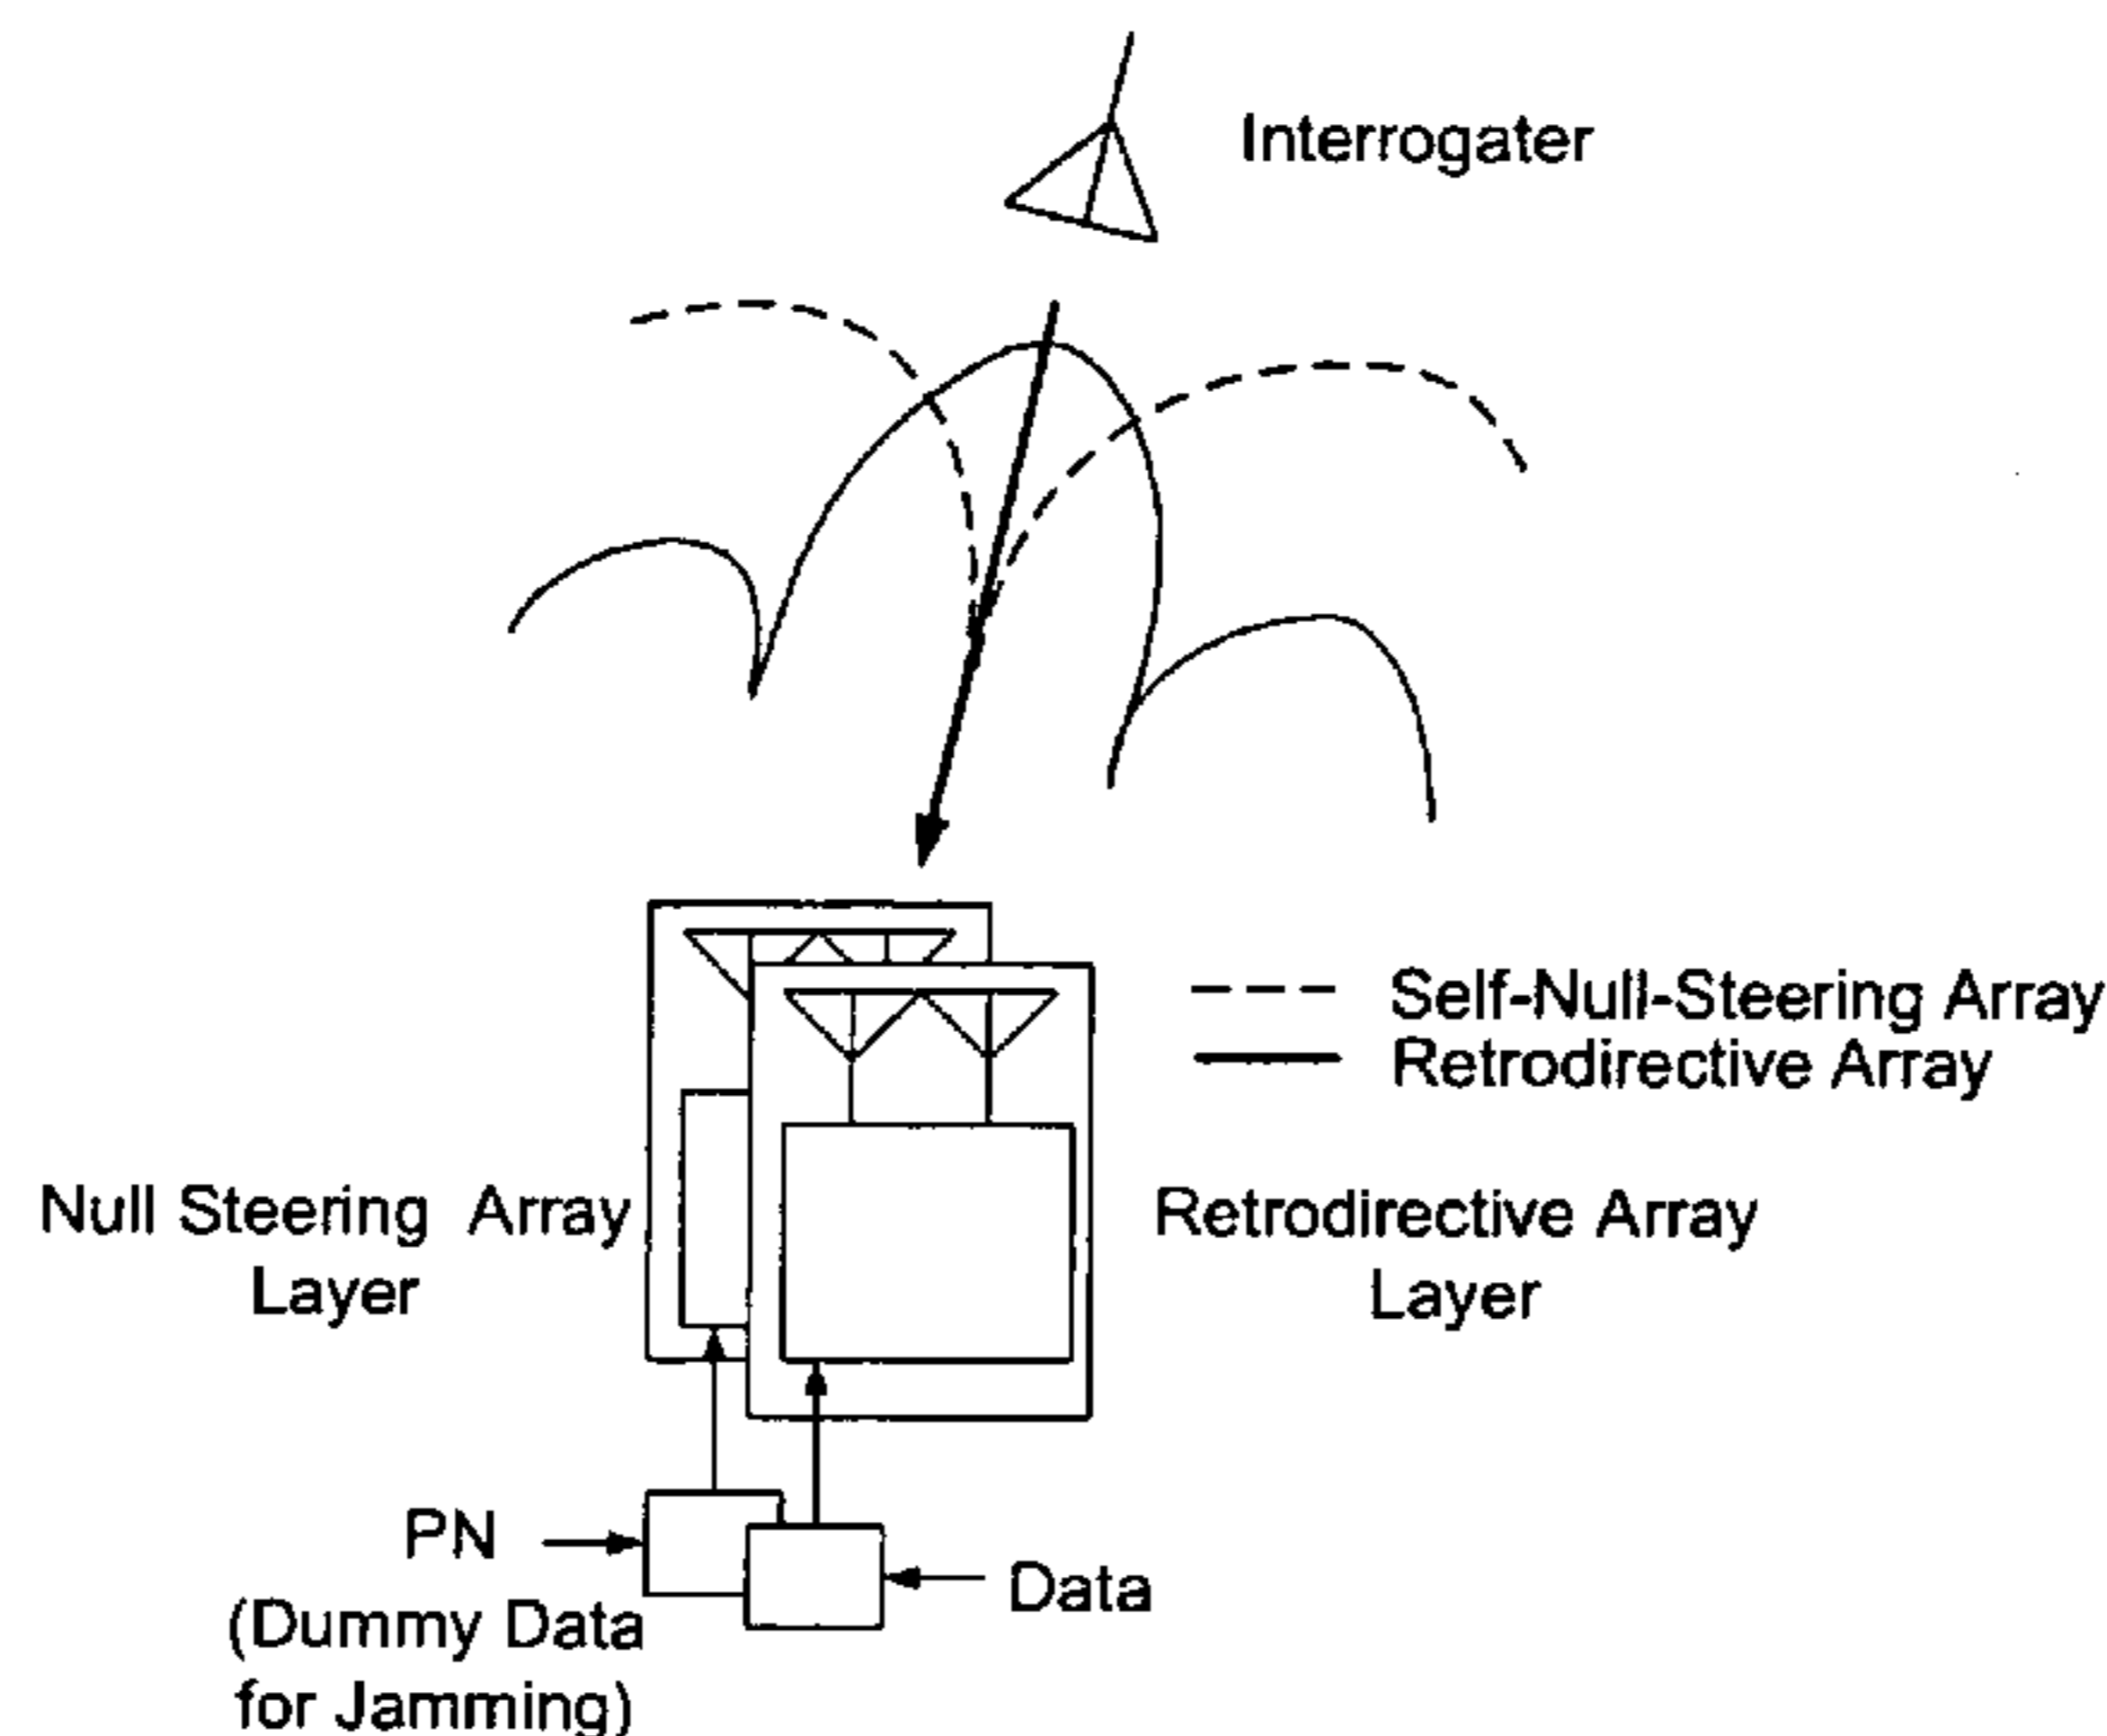 Interrogater
Self-Null-Steering Array
Retrodirective Array
Null Steering Array
Layer
Retrodirective Array
Layer
PN
(Dummy Data
for Jamming)
Data